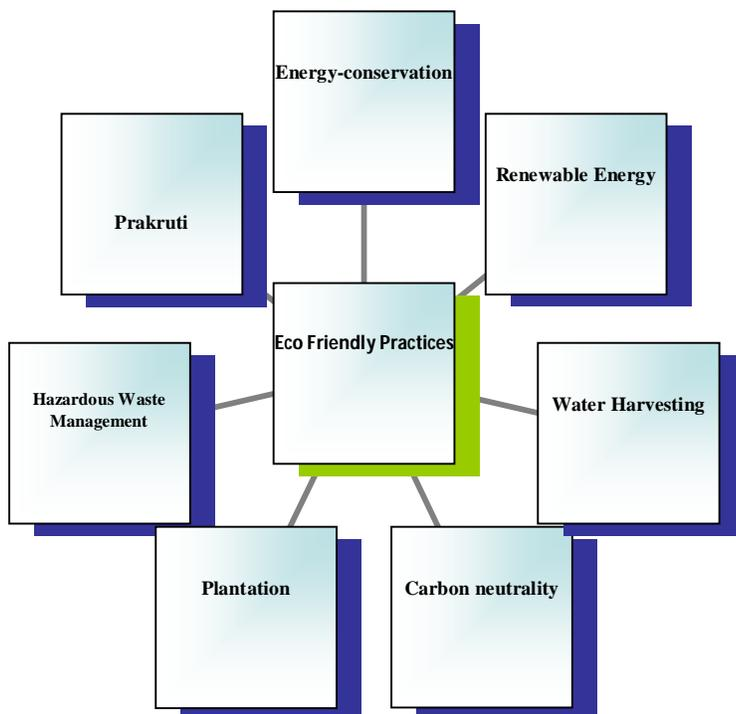 Energy-conservation
Renewable Energy
Prakruti
Eco Friendly Practices
Hazardous Waste
Management
Water Harvesting
Plantation
Carbon neutrality